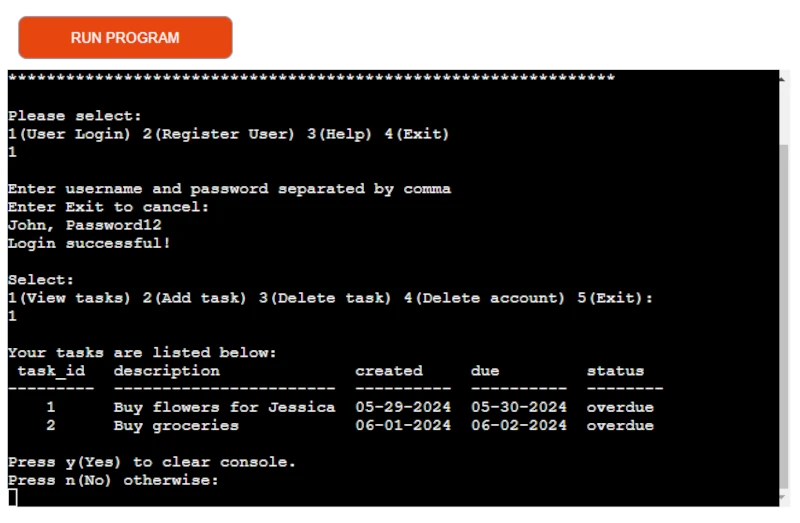 RUN PROGRAM
***************************************************************
Please select:
1(User Login) 2(Register User) 3(Help) 4(Exit)
1
Enter username and password separated by comma
Enter Exit to cancel:
John, Password12
Login successful!
Select:
1(View tasks) 2(Add task) 3(Delete task) 4(Delete account) 5(Exit):
1
Your tasks are listed below:
task_id description created due status
--------- ----------------------- ---------- ---------- --------
1 Buy flowers for Jessica 05-29-2024 05-30-2024 overdue
2 Buy groceries 06-01-2024 06-02-2024 overdue
Press y(Yes) to clear console.
Press n(No) otherwise: